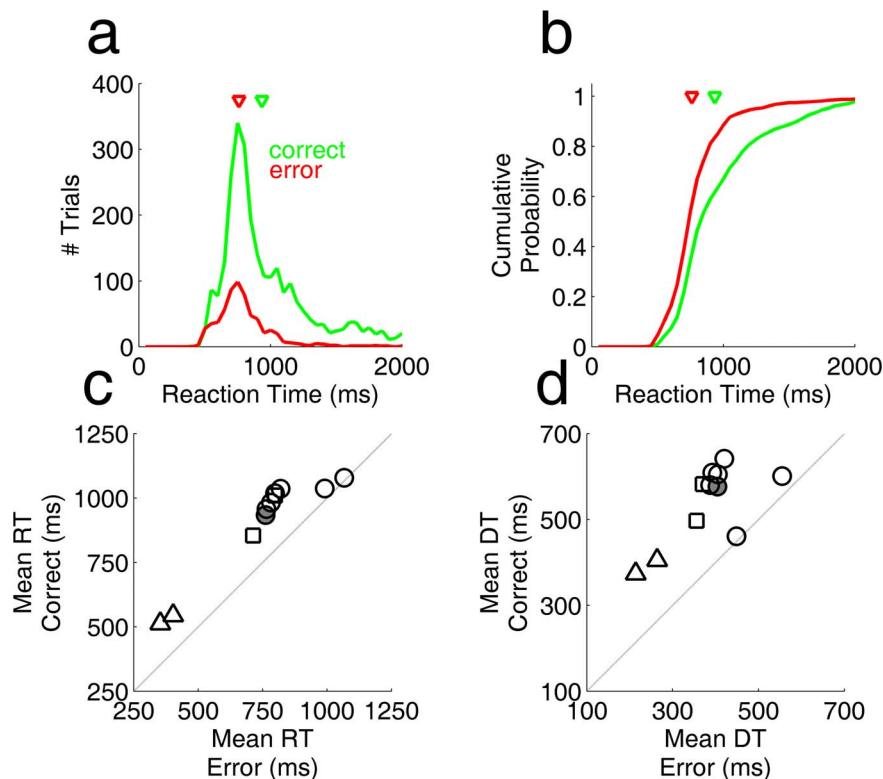 a
400
300
200
100
0
# Trials
correct
error
0
1000
2000
Reaction Time (ms)
b
1
0.8
0.6
0.4
0.2
0
Cumulative
Probability
0
1000
2000
Reaction Time (ms)
c
1250
1000
750
500
250
Mean RT
Correct (ms)
250
500
750
1000
1250
Mean RT
Error (ms)
d
700
500
300
100
Mean DT
Correct (ms)
100
300
500
700
Mean DT
Error (ms)